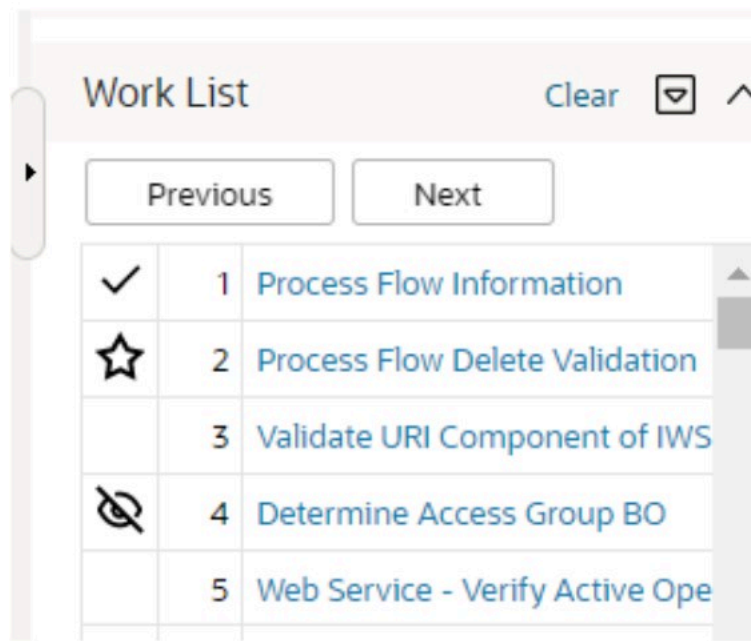 Work List Clear
Previous Next
1 Process Flow Information
2 Process Flow Delete Validation
3 Validate URI Component of IWS
4 Determine Access Group BO
5 Web Service - Verify Active Ope